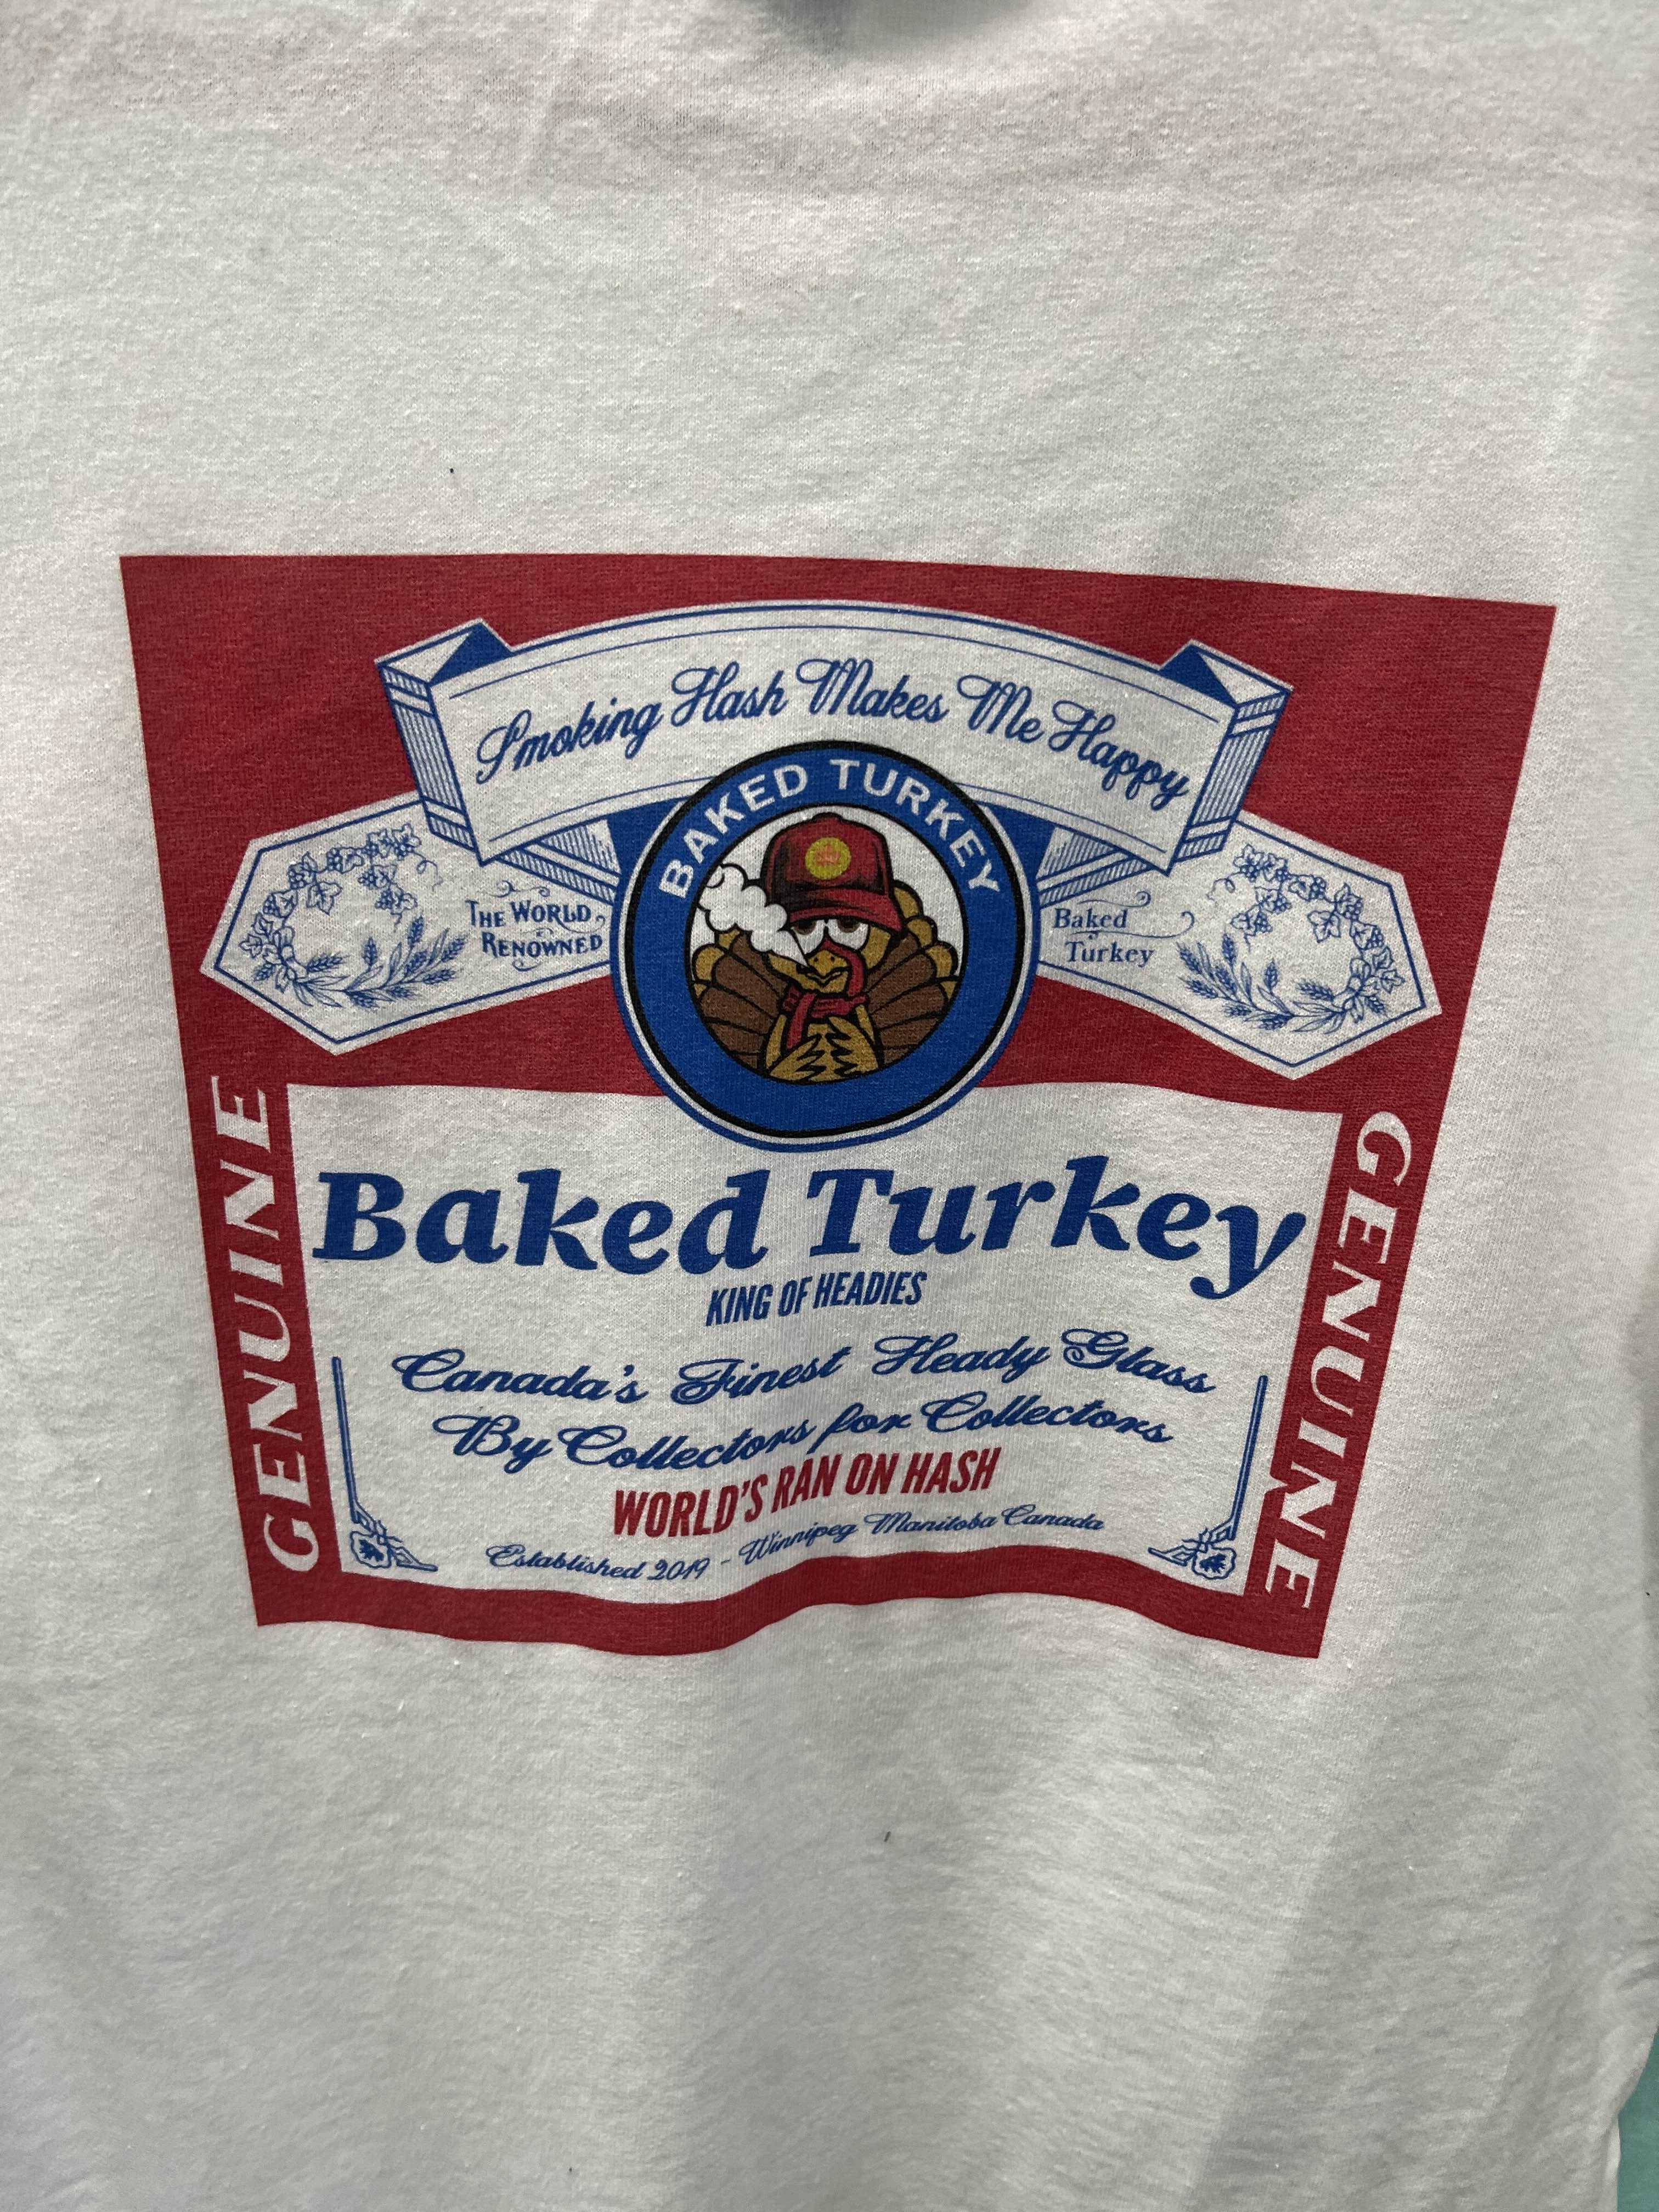 Smoking Hash Makes Me Happy
BAKED TURKEY
THE WORLD
RENOWNED
Baked
Turkey
GENUINE
GENUINE
Baked Turkey
KING OF HEADIES
Canada's Finest Heady Glass
By Collectors for Collectors
WORLD'S RAN ON HASH
Established 2019 - Winnipeg Manitoba Canada